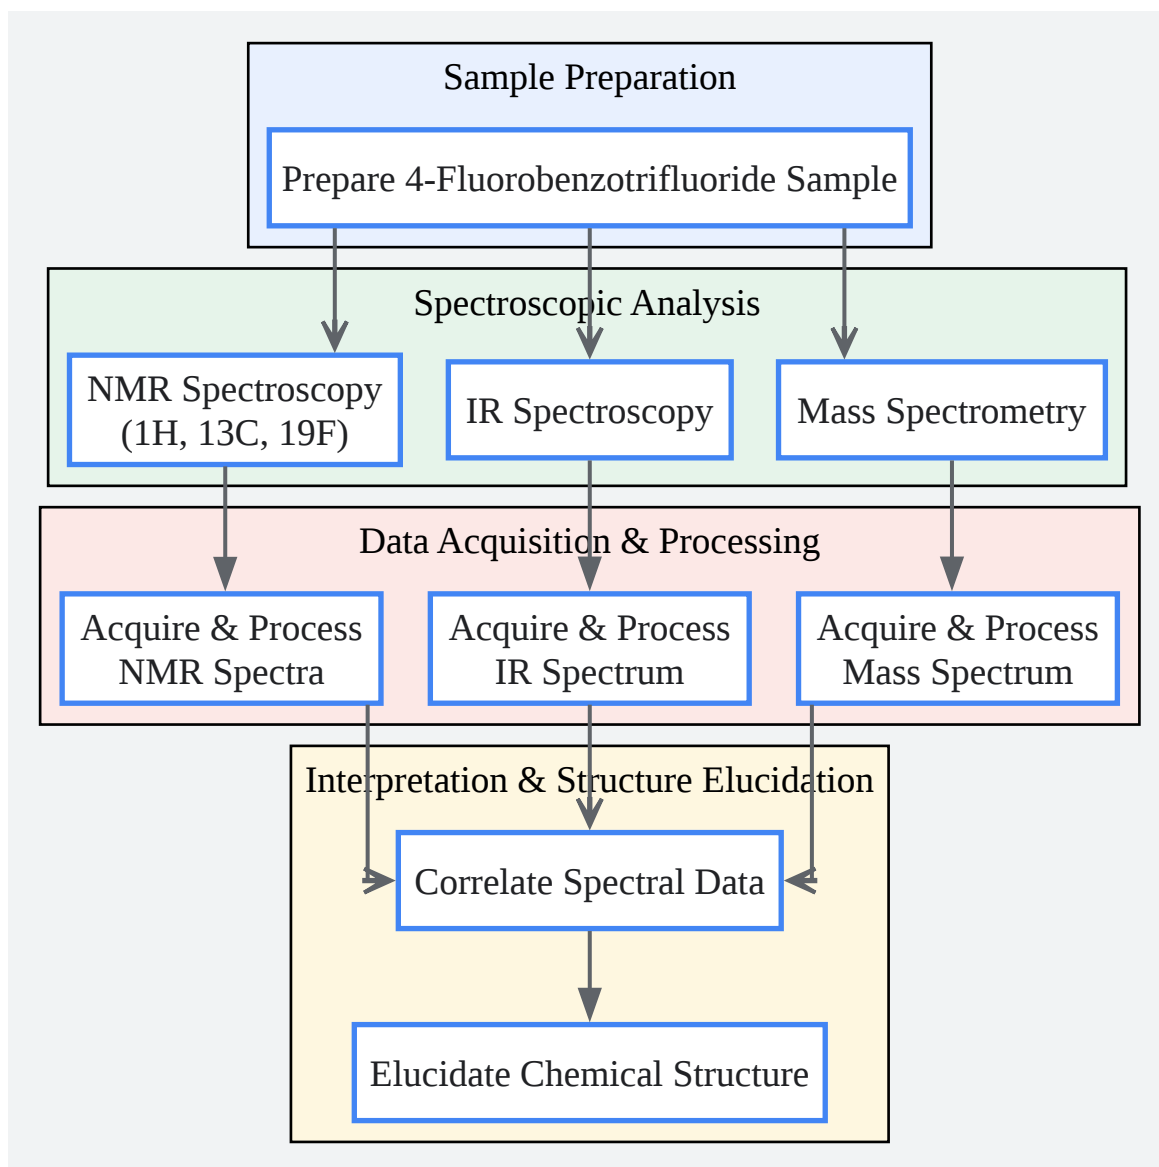 Sample Preparation
Prepare 4-Fluorobenzotrifluoride Sample
Spectroscopic Analysis
NMR Spectroscopy
(1H, 13C, 19F)
IR Spectroscopy
Mass Spectrometry
Data Acquisition & Processing
Acquire & Process
NMR Spectra
Acquire & Process
IR Spectrum
Acquire & Process
Mass Spectrum
Interpretation & Structure Elucidation
Correlate Spectral Data
Elucidate Chemical Structure